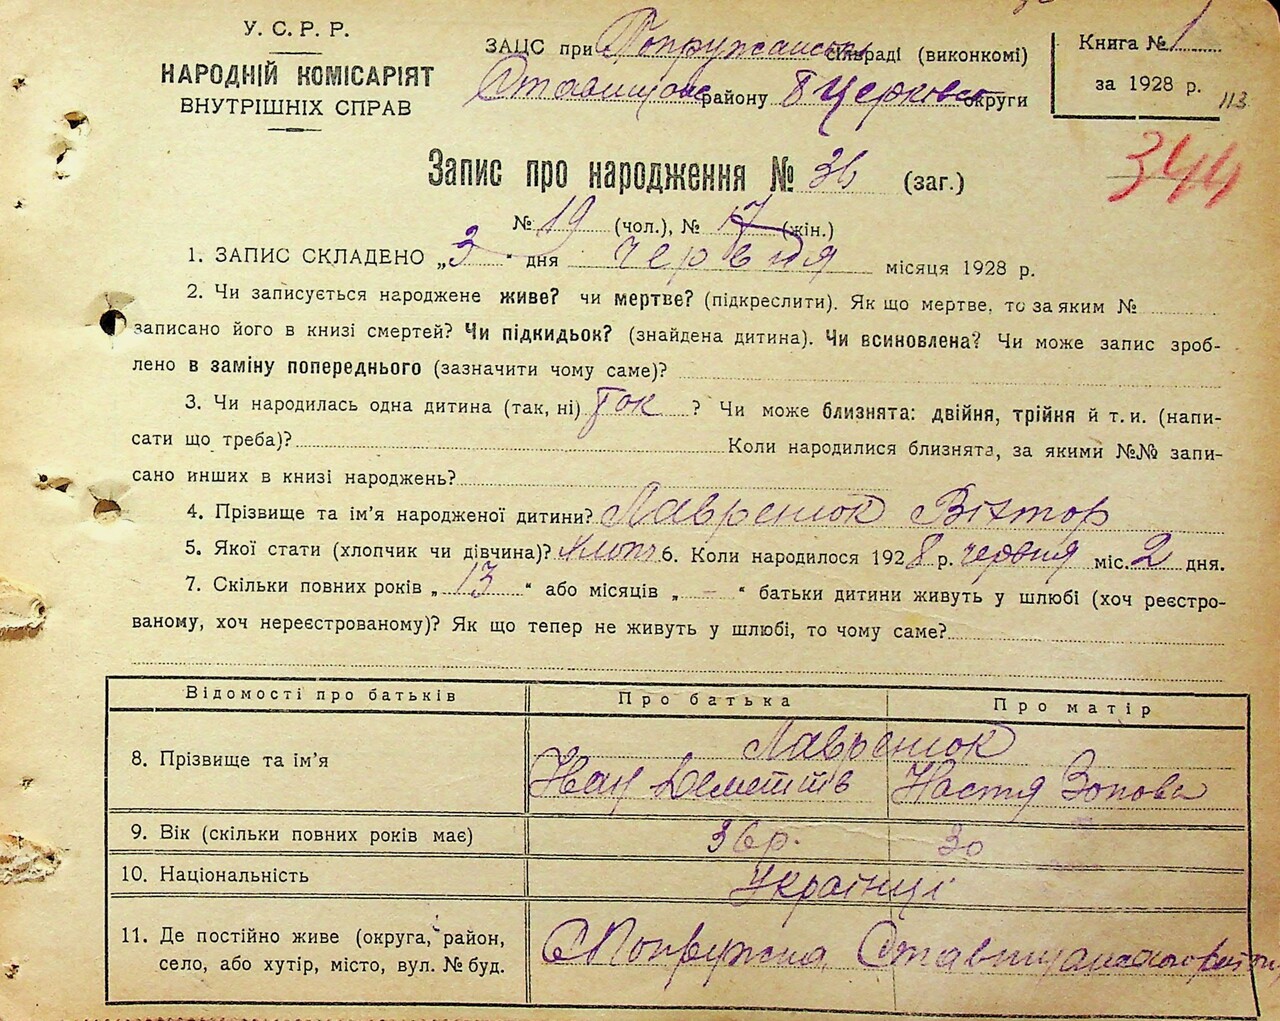 У. С. Р. Р.
НАРОДНІЙ КОМІСАРІЯТ
ВНУТРІШНІХ СПРАВ
ЗАЦС при Попружанськ сільраді (виконкомі)
Ставищанс району Б Церківськ округи
Книга № 1
за 1928 р.
113
344
Запис про народження № 36 (заг.)
№ 19 (чол.), № 17 (жін.)
1. ЗАПИС СКЛАДЕНО „3“ дня червня місяця 1928 р.
2. Чи записується народжене живе? чи мертве? (підкреслити). Як що мертве, то за яким №
записано його в книзі смертей? Чи підкидьок? (знайдена дитина). Чи всиновлена? Чи може запис зроб-
лено в заміну попереднього (зазначити чому саме)?
3. Чи народилась одна дитина (так, ні) Так ? Чи може близнята: двійня, трійня й т. и. (напи-
сати що треба)? Коли народилися близнята, за якими №№ запи-
сано инших в книзі народжень?
4. Прізвище та ім'я народженої дитини? Лавренюк Віктор
5. Якої стати (хлопчик чи дівчина)? хлопч 6. Коли народилося 1928 р. червня міс. 2 дня.
7. Скільки повних років „13“ або місяців „-“ батьки дитини живуть у шлюбі (хоч реєстро-
ваному, хоч нереєстрованому)? Як що тепер не живуть у шлюбі, то чому саме?
Відомості про батьків Про батька Про матір
Лавренюк
8. Прізвище та ім'я Іван Настя
9. Вік (скільки повних років має) 36 р. 30
10. Національність Українці
11. Де постійно живе (округа, район,
село, або хутір, місто, вул. № буд. С Попружна Ставищанського району